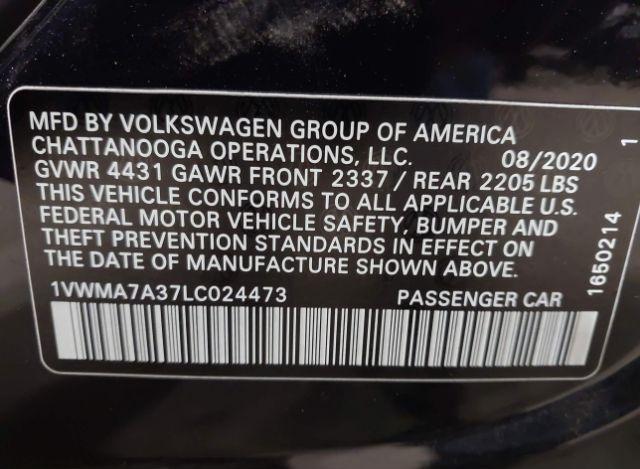 MFD BY VOLKSWAGEN GROUP OF AMERICA
CHATTANOOGA OPERATIONS, LLC. 08/2020
GVWR 4431 GAWR FRONT 2337 / REAR 2205 LBS
THIS VEHICLE CONFORMS TO ALL APPLICABLE U.S.
FEDERAL MOTOR VEHICLE SAFETY, BUMPER AND
THEFT PREVENTION STANDARDS IN EFFECT ON
THE DATE OF MANUFACTURE SHOWN ABOVE.
1VWMA7A37LC024473 PASSENGER CAR
1650214 1